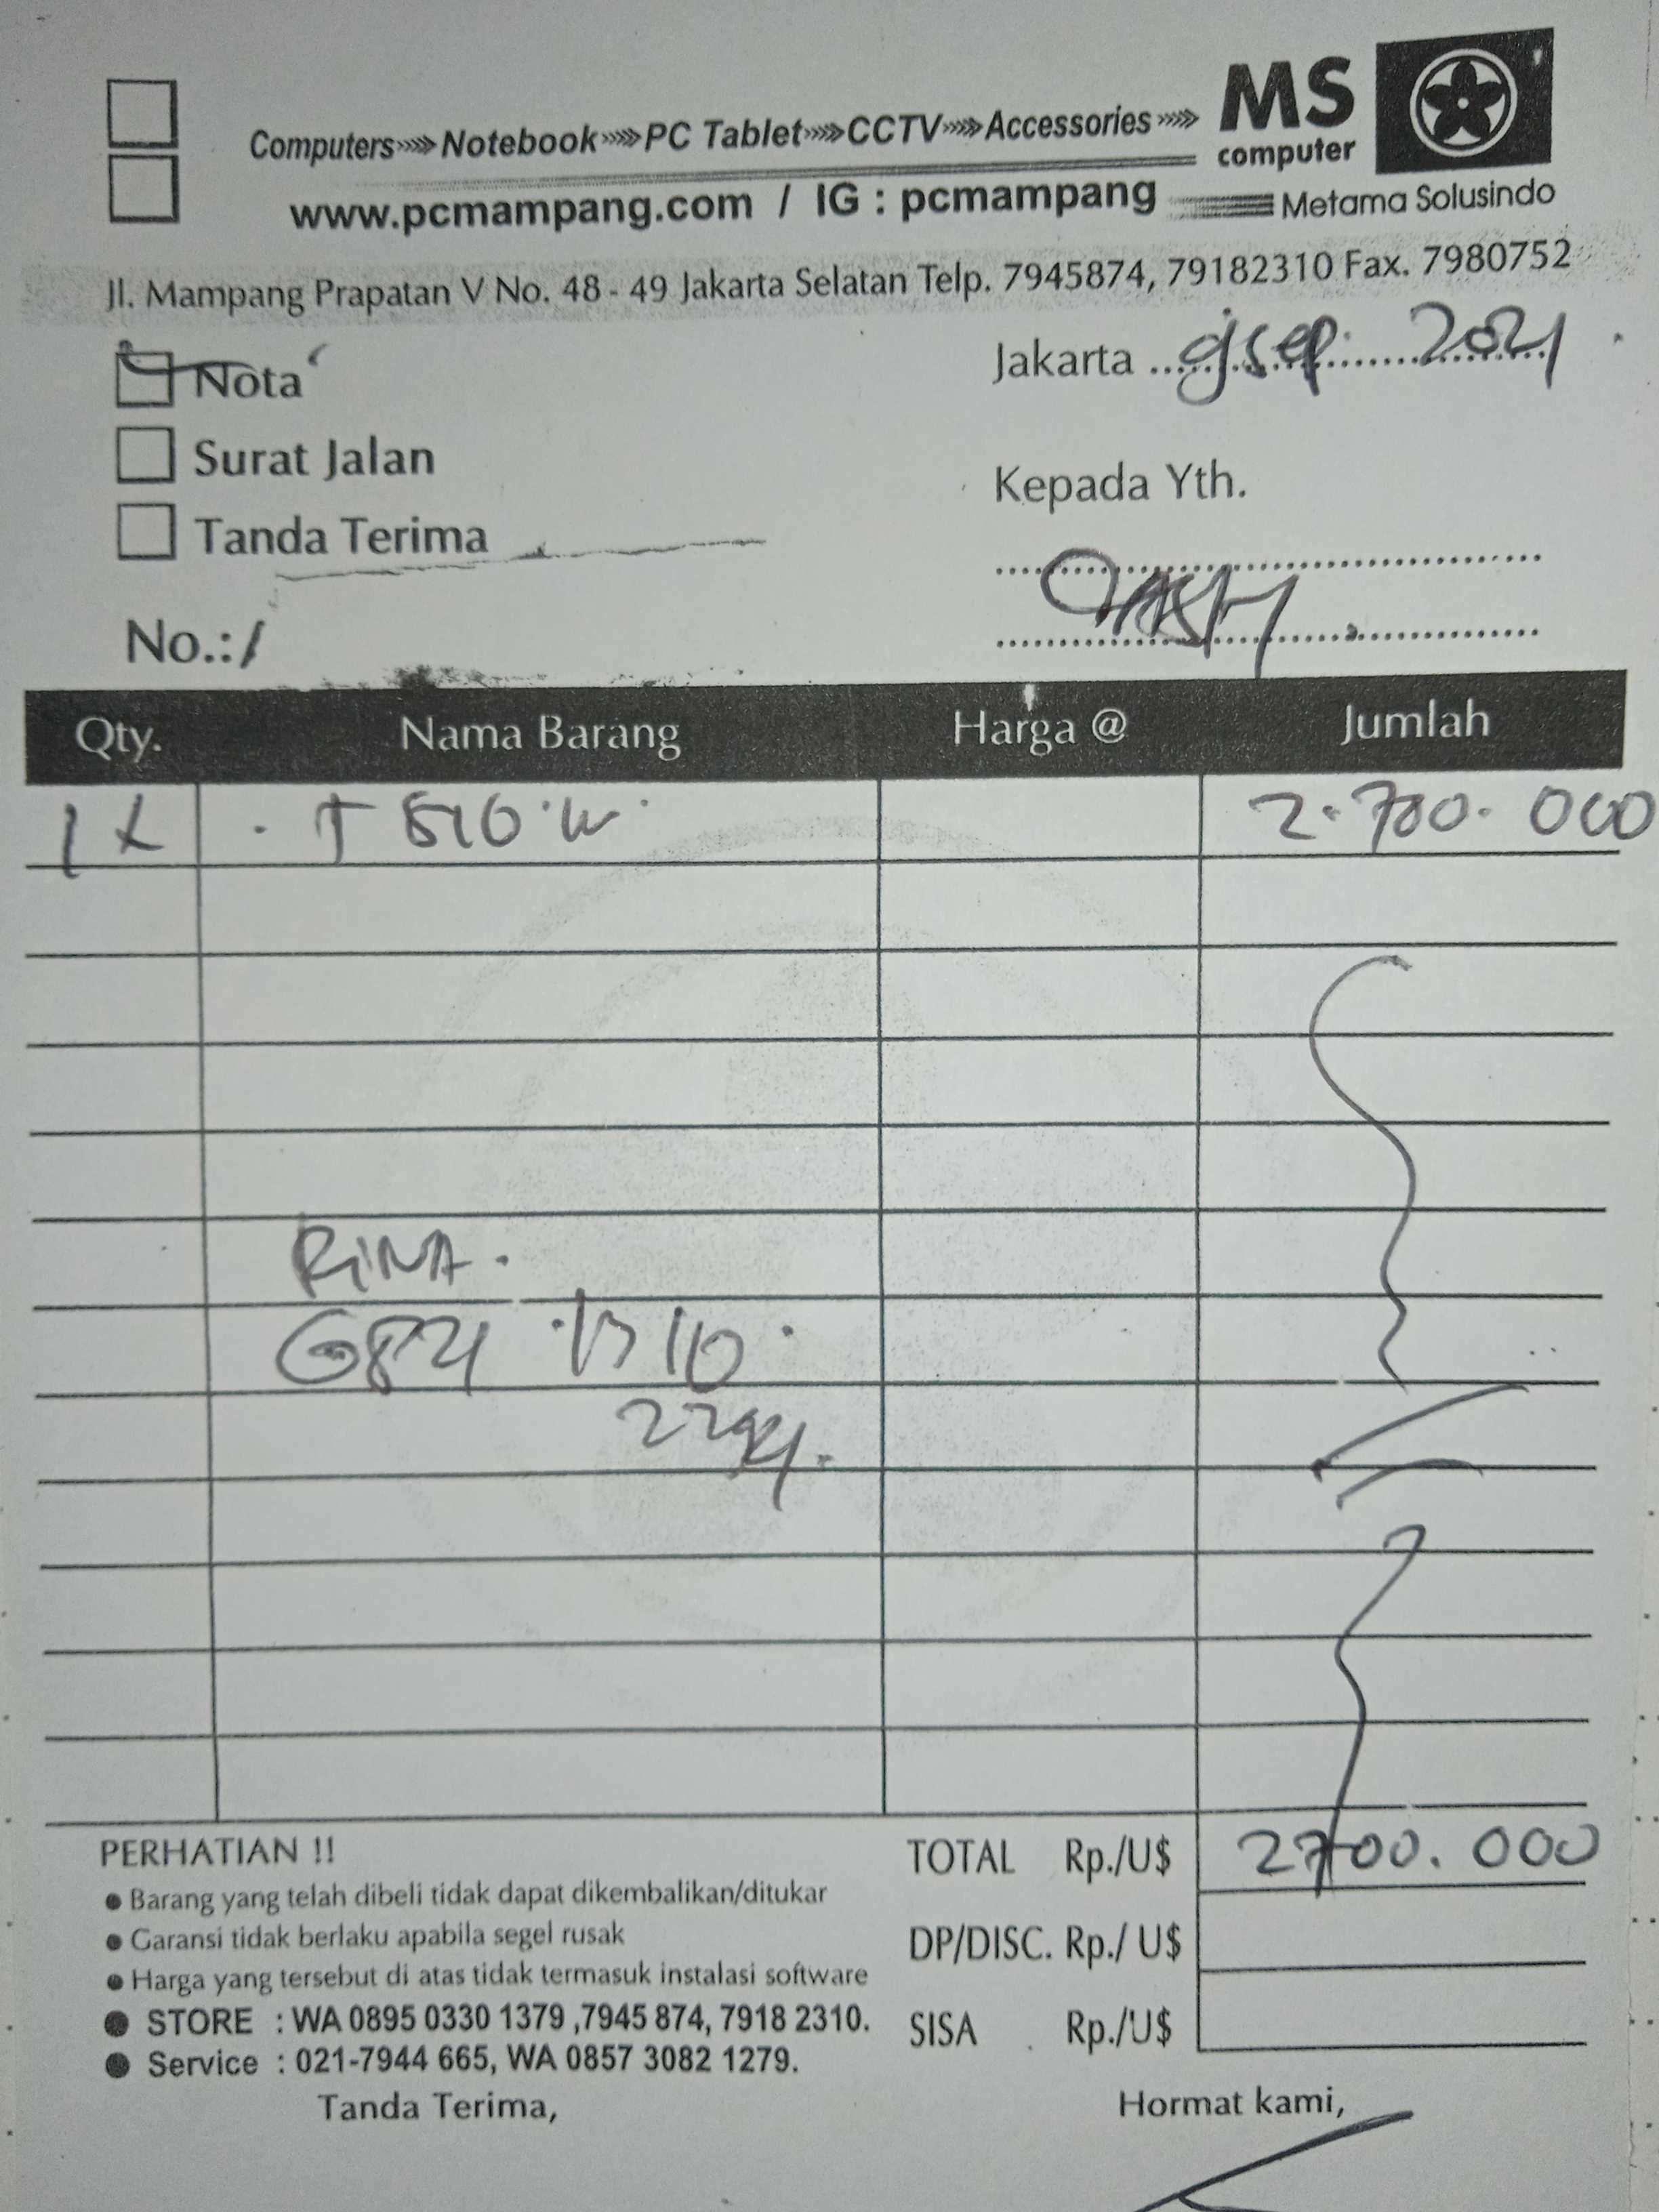 Computers»»»Notebook»»»PC Tablet»»»CCTV»»»Accessories»»»
MS
computer
www.pcmampang.com / IG : pcmampang
Metama Solusindo
Jl. Mampang Prapatan V No. 48 - 49 Jakarta Selatan Telp. 7945874, 79182310 Fax. 7980752
Nota
Jakarta ... sep. 2021
Surat Jalan
Kepada Yth.
Tanda Terima
CASH
No.:/
Qty. Nama Barang Harga @ Jumlah
1 2.700.000
RINA.
2294.
PERHATIAN !!
TOTAL Rp./U$ 2700.000
● Barang yang telah dibeli tidak dapat dikembalikan/ditukar
● Garansi tidak berlaku apabila segel rusak
DP/DISC. Rp./ U$
● Harga yang tersebut di atas tidak termasuk instalasi software
● STORE : WA 0895 0330 1379 ,7945 874, 7918 2310.
SISA Rp./U$
● Service : 021-7944 665, WA 0857 3082 1279.
Tanda Terima,
Hormat kami,